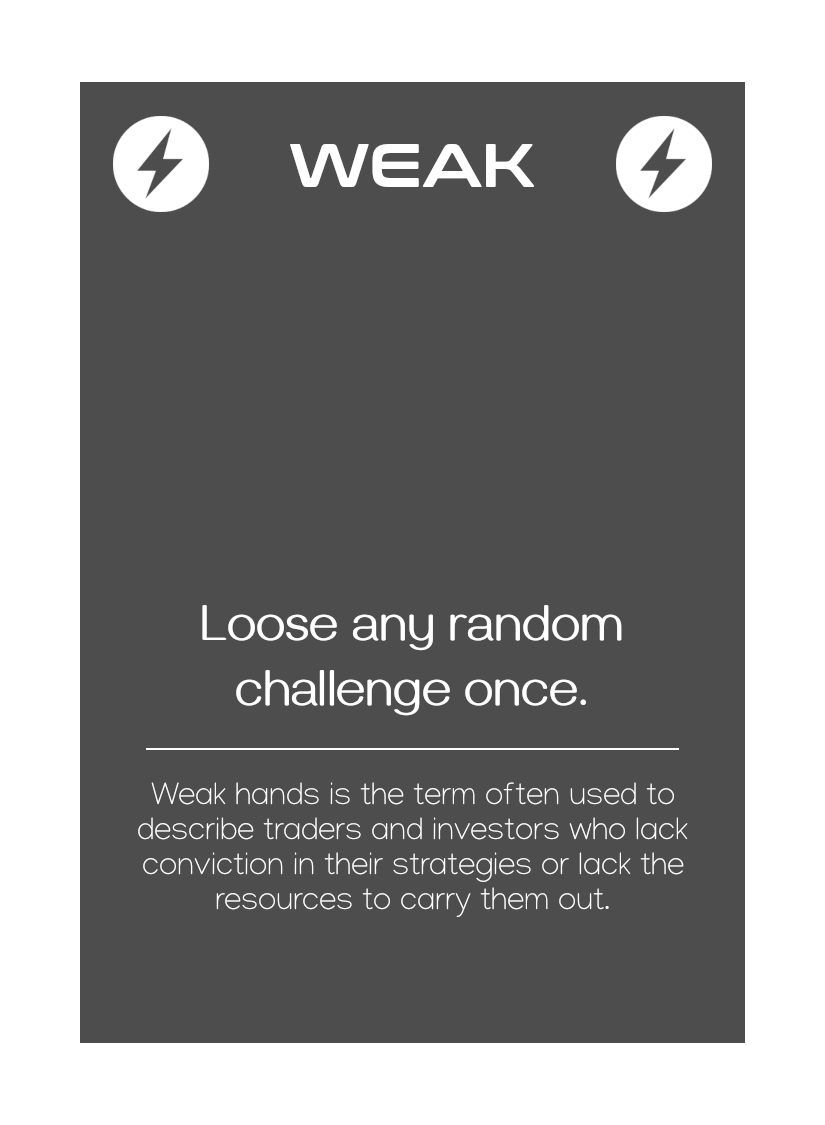 WEAK
Loose any random
challenge once.
Weak hands is the term often used to
describe traders and investors who lack
conviction in their strategies or lack the
resources to carry them out.